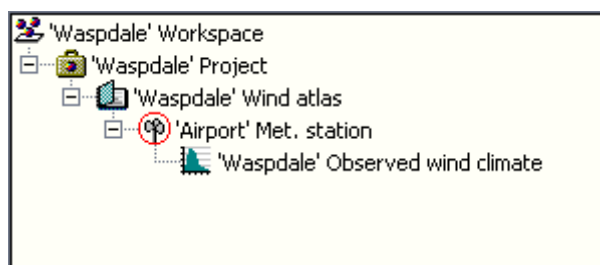 'Waspdale' Workspace
'Waspdale' Project
'Waspdale' Wind atlas
'Airport' Met. station
'Waspdale' Observed wind climate